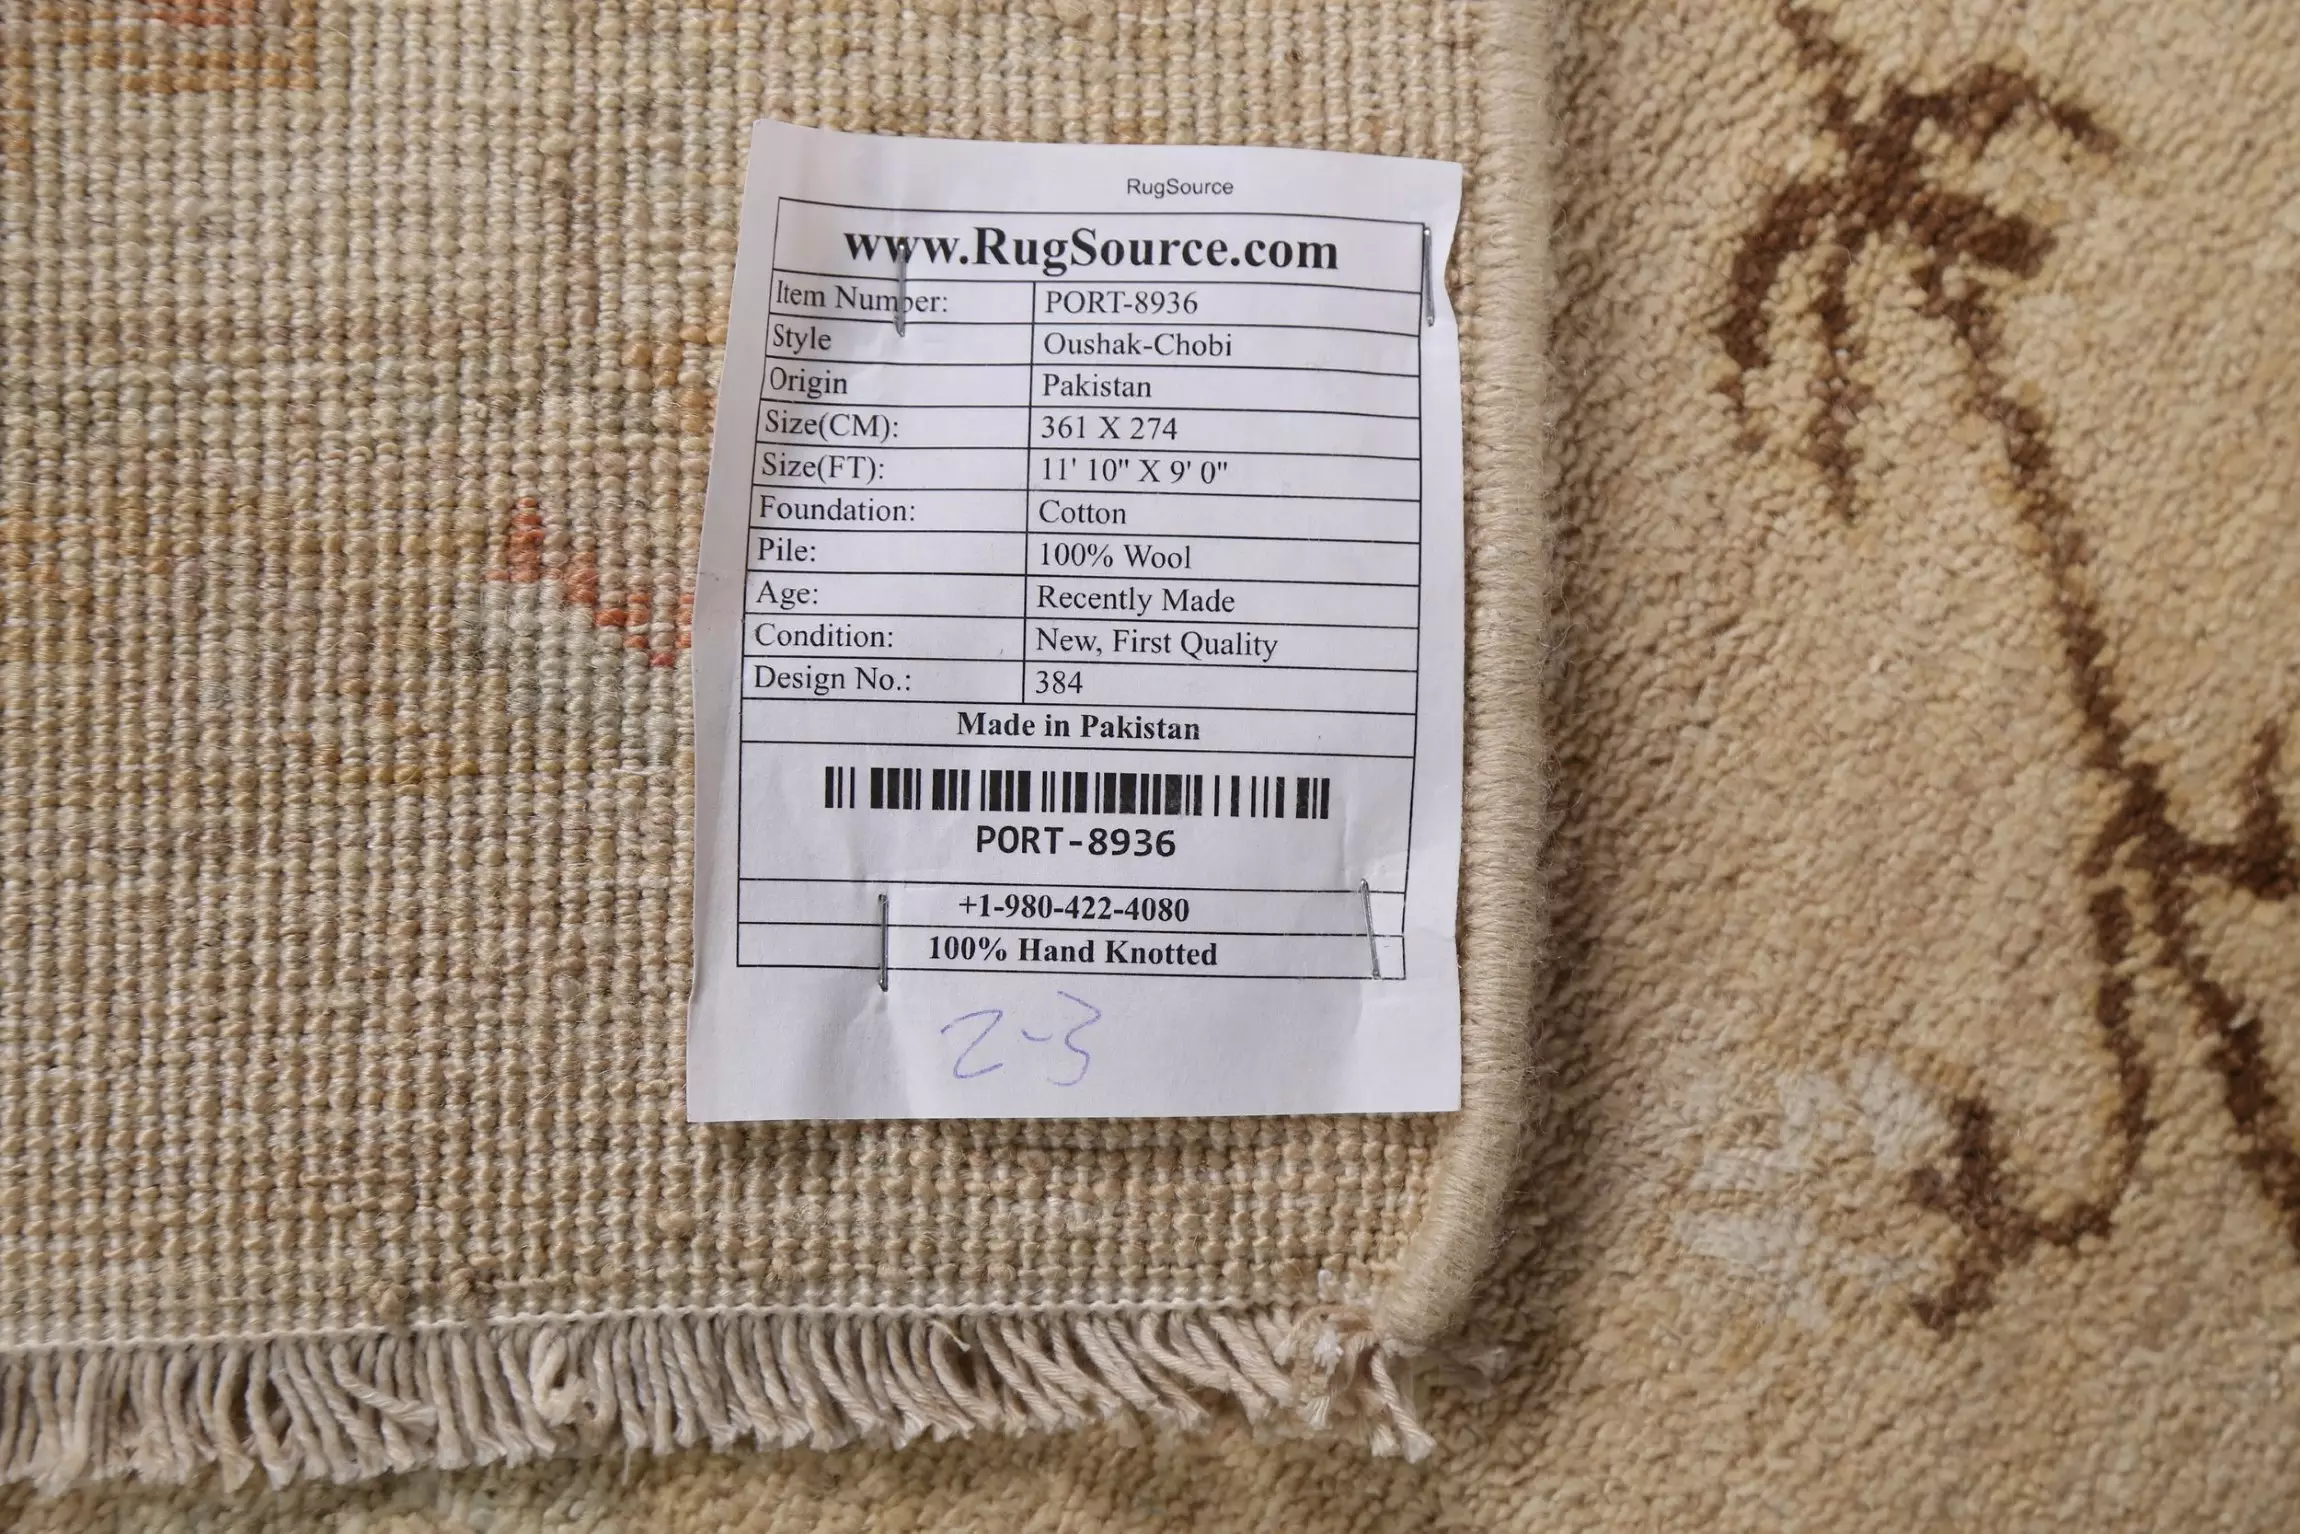 RugSource
www.RugSource.com
Item Number: PORT-8936
Style Oushak-Chobi
Origin Pakistan
Size(CM): 361 X 274
Size(FT): 11' 10" X 9' 0"
Foundation: Cotton
Pile: 100% Wool
Age: Recently Made
Condition: New, First Quality
Design No.: 384
Made in Pakistan
PORT-8936
+1-980-422-4080
100% Hand Knotted
2-3